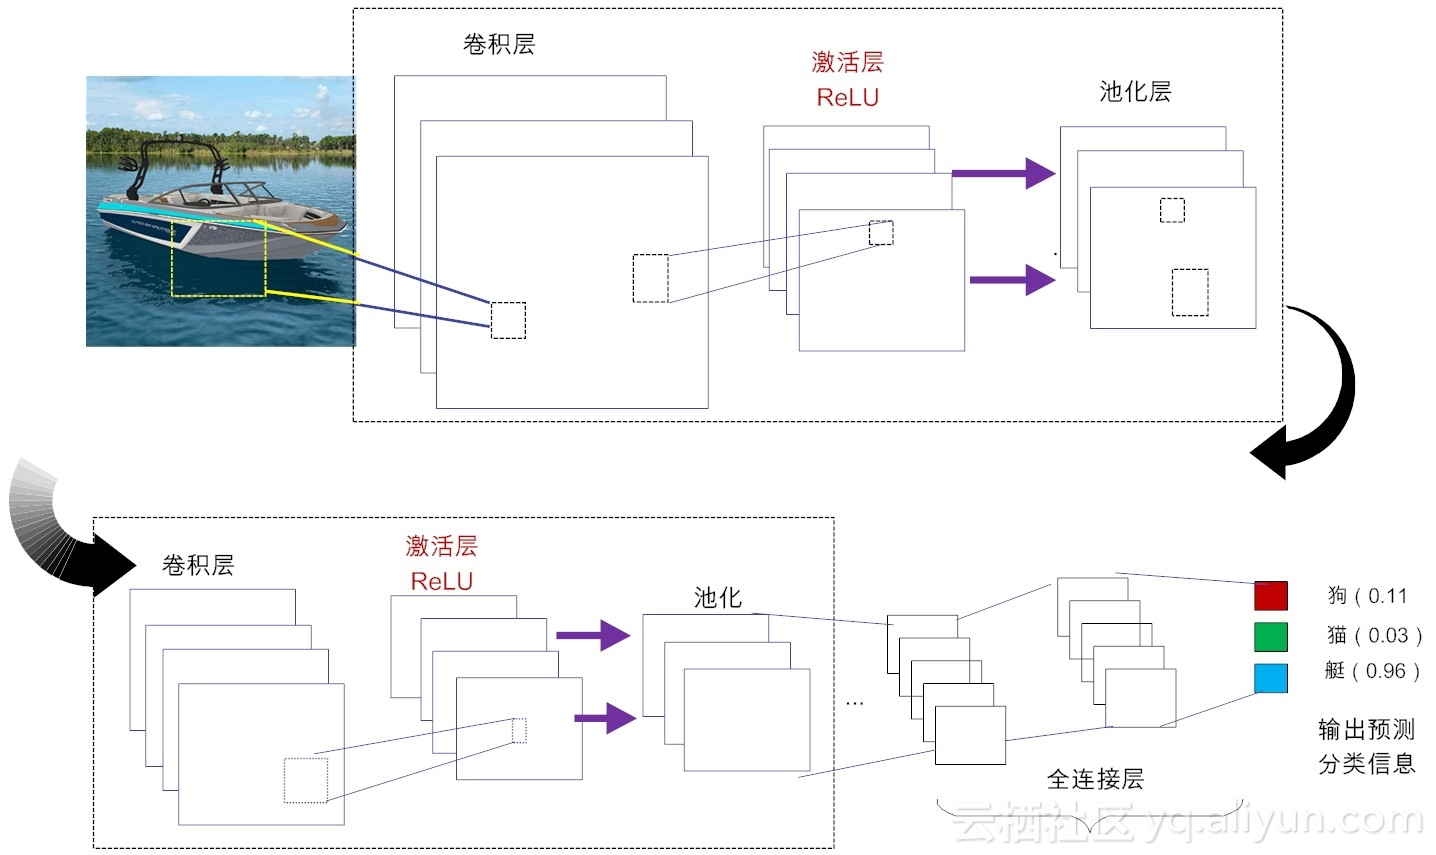 卷积层
激活层
ReLU
池化层
卷积层
激活层
ReLU
池化
...
狗 ( 0.11
猫 ( 0.03 )
艇 ( 0.96 )
输出预测
分类信息
全连接层
云栖社区 yq.aliyun.com